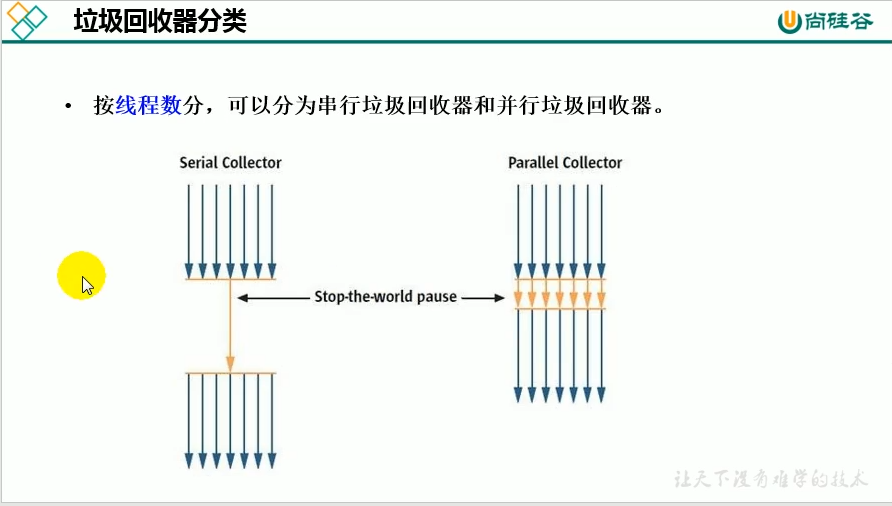 垃圾回收器分类
尚硅谷
• 按线程数分，可以分为串行垃圾回收器和并行垃圾回收器。
Serial Collector
Parallel Collector
Stop-the-world pause
让天下没有难学的技术